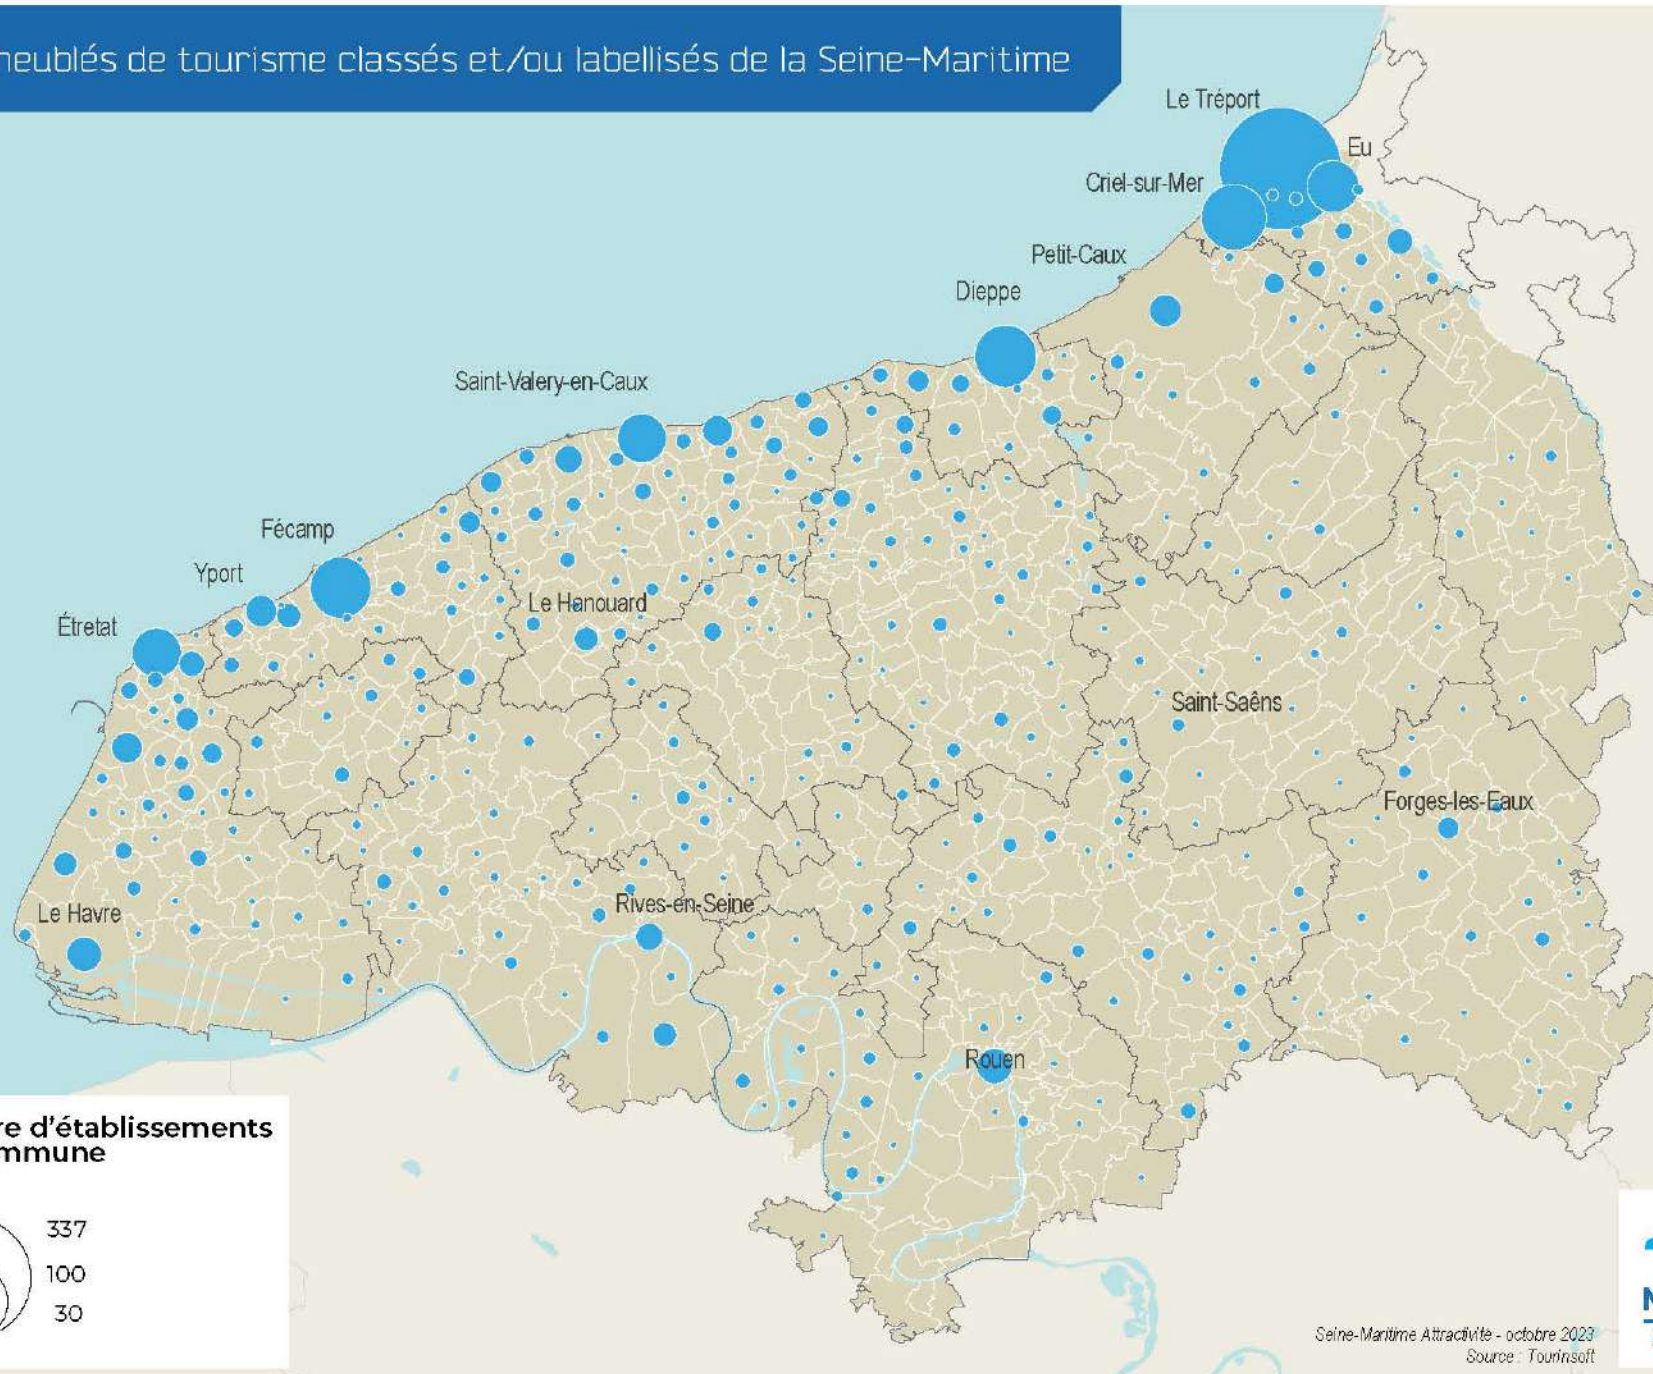 meublés de tourisme classés et/ou labellisés de la Seine-Maritime
Le Tréport
Eu
Criel-sur-Mer
Petit-Caux
Dieppe
Saint-Valery-en-Caux
Fécamp
Yport
Le Hanouard
Étretat
Saint-Saëns
Forges-les-Eaux
Rives-en-Seine
Le Havre
Rouen
re d'établissements
mmune
337
100
30
Seine-Maritime Attractivité - octobre 2023
Source : Tourinsoft